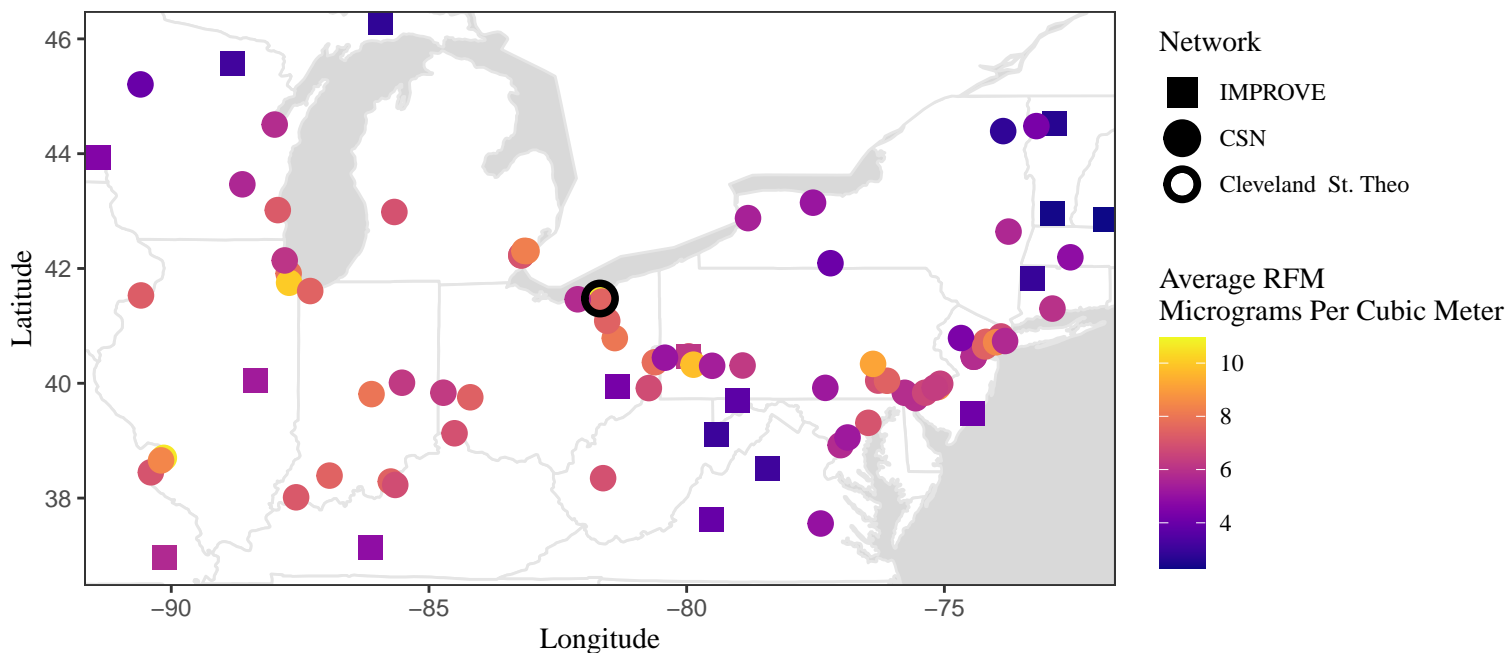 46
44
42
40
38
−90
−85
−80
−75
Longitude
Latitude
Network
IMPROVE
CSN
Cleveland St. Theo
Average RFM
Micrograms Per Cubic Meter
10
8
6
4